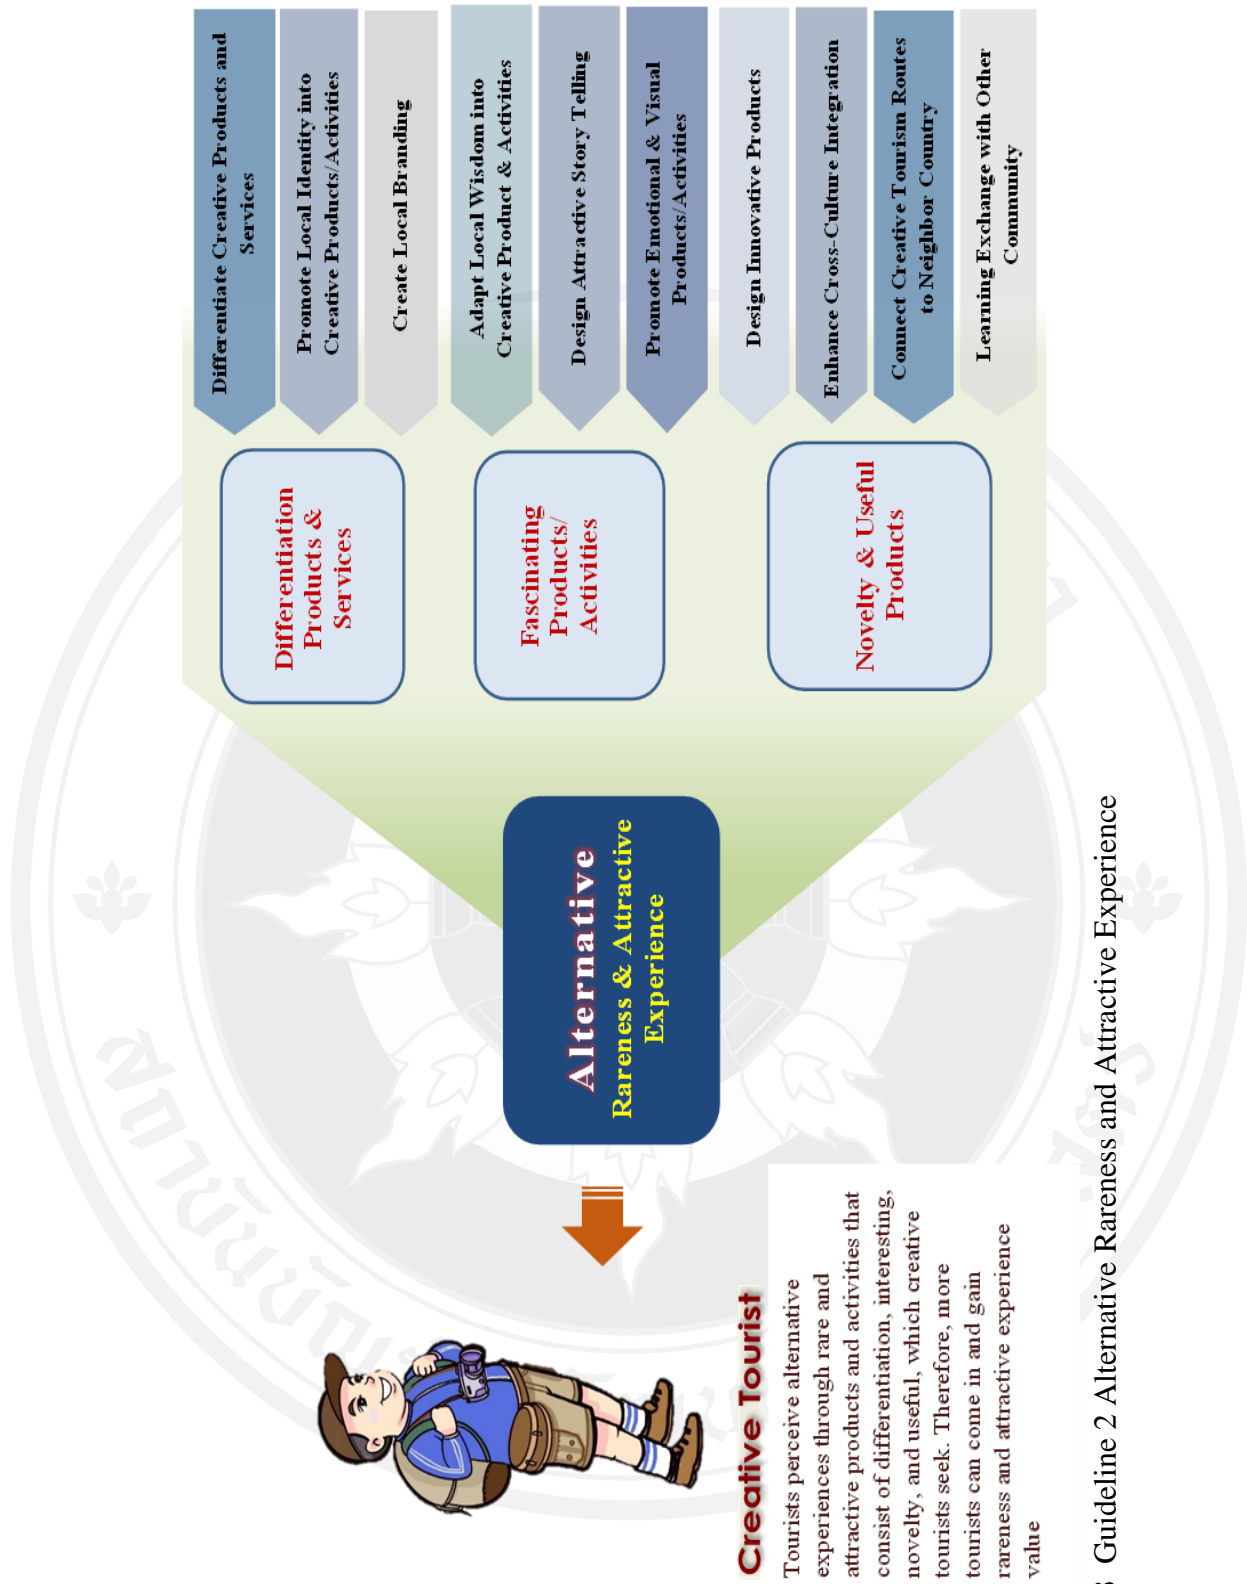 Creative Tourist
Tourists perceive alternative
experiences through rare and
attractive products and activities that
consist of differentiation, interesting,
novelty, and useful, which creative
tourists seek. Therefore, more
tourists can come in and gain
rareness and attractive experience
value
Alternative
Rareness & Attractive
Experience
Differentiation
Products &
Services
Fascinating
Products/
Activities
Novelty & Useful
Products
Differentiate Creative Products and
Services
Promote Local Identity into
Creative Products/Activities
Create Local Branding
Adapt Local Wisdom into
Creative Product & Activities
Design Attractive Story Telling
Promote Emotional & Visual
Products/Activities
Design Innovative Products
Enhance Cross-Culture Integration
Connect Creative Tourism Routes
to Neighbor Country
Learning Exchange with Other
Community
Guideline 2 Alternative Rareness and Attractive Experience